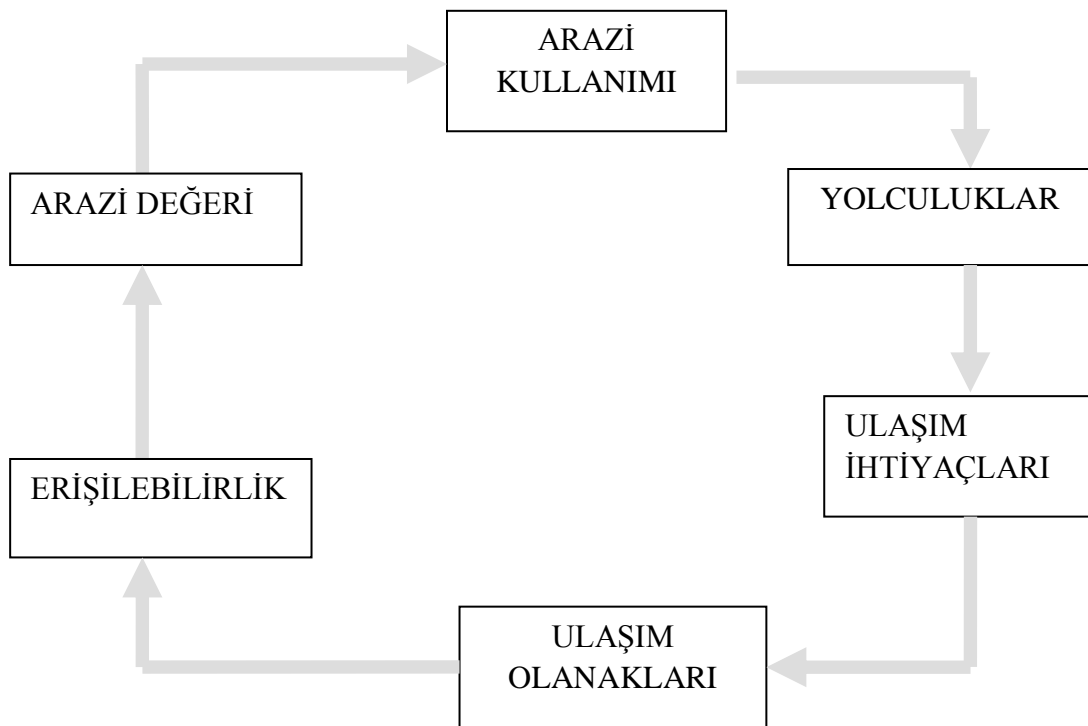 ARAZİ
KULLANIMI
YOLCULUKLAR
ULAŞIM
İHTİYAÇLARI
ULAŞIM
OLANAKLARI
ERİŞİLEBİLİRLİK
ARAZİ DEĞERİ